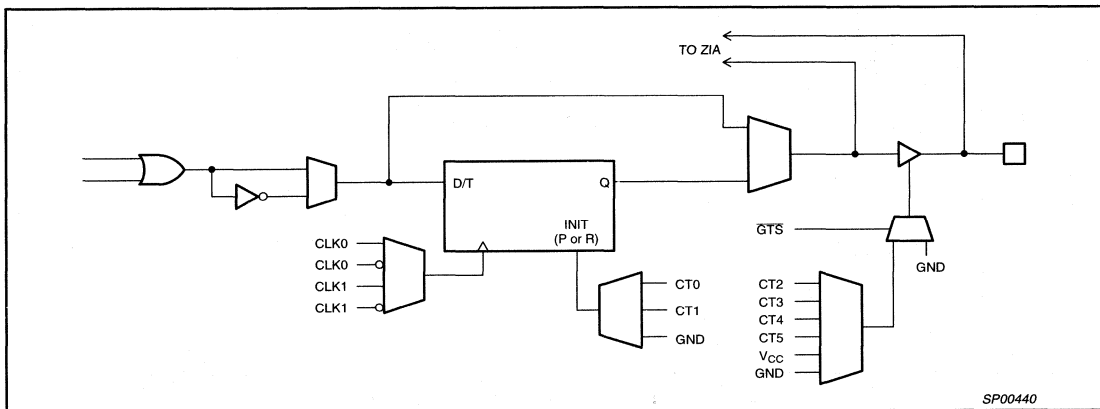 TO ZIA
D/T
Q
INIT
(P or R)
CLK0
CLK0
CLK1
CLK1
CT0
CT1
GND
G̅T̅S̅
GND
CT2
CT3
CT4
CT5
VCC
GND
SP00440